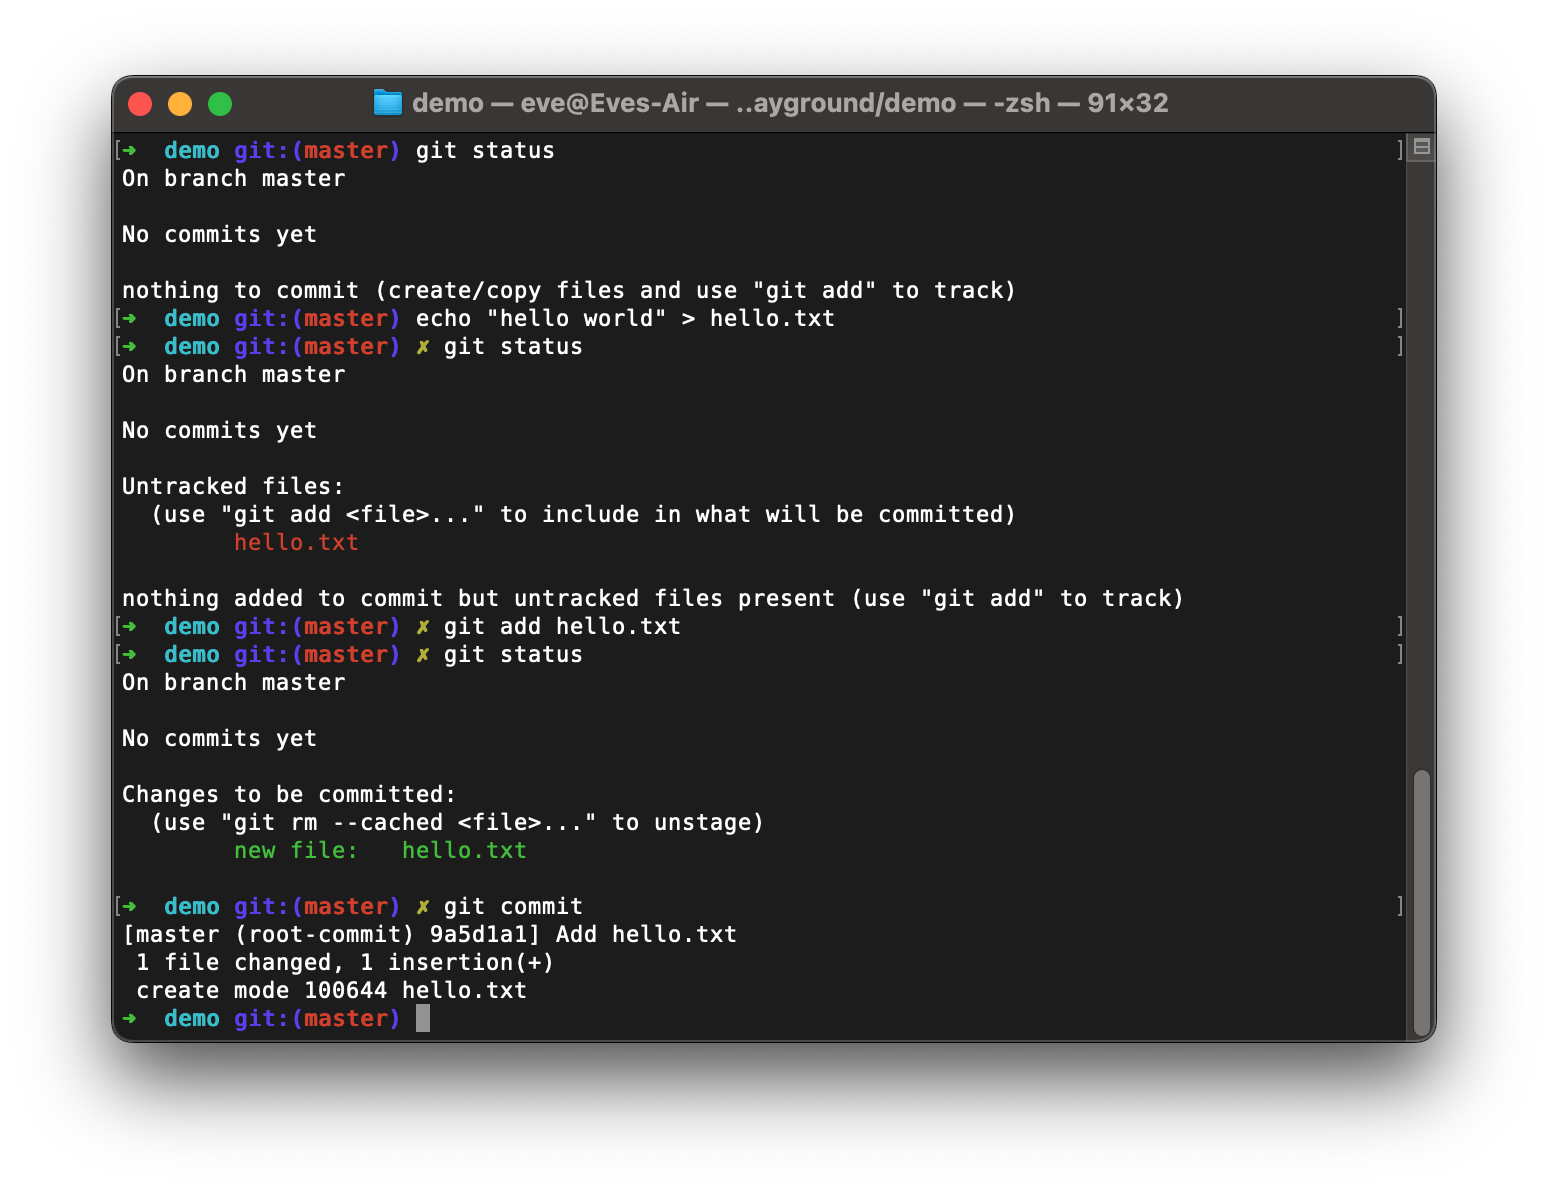 demo — eve@Eves-Air — ..ayground/demo — -zsh — 91×32
[➜  demo git:(master) git status ]
On branch master

No commits yet

nothing to commit (create/copy files and use "git add" to track)
[➜  demo git:(master) echo "hello world" > hello.txt ]
[➜  demo git:(master) ✗ git status ]
On branch master

No commits yet

Untracked files:
  (use "git add <file>..." to include in what will be committed)
        hello.txt

nothing added to commit but untracked files present (use "git add" to track)
[➜  demo git:(master) ✗ git add hello.txt ]
[➜  demo git:(master) ✗ git status ]
On branch master

No commits yet

Changes to be committed:
  (use "git rm --cached <file>..." to unstage)
        new file:   hello.txt

[➜  demo git:(master) ✗ git commit ]
[master (root-commit) 9a5d1a1] Add hello.txt
 1 file changed, 1 insertion(+)
 create mode 100644 hello.txt
➜  demo git:(master)